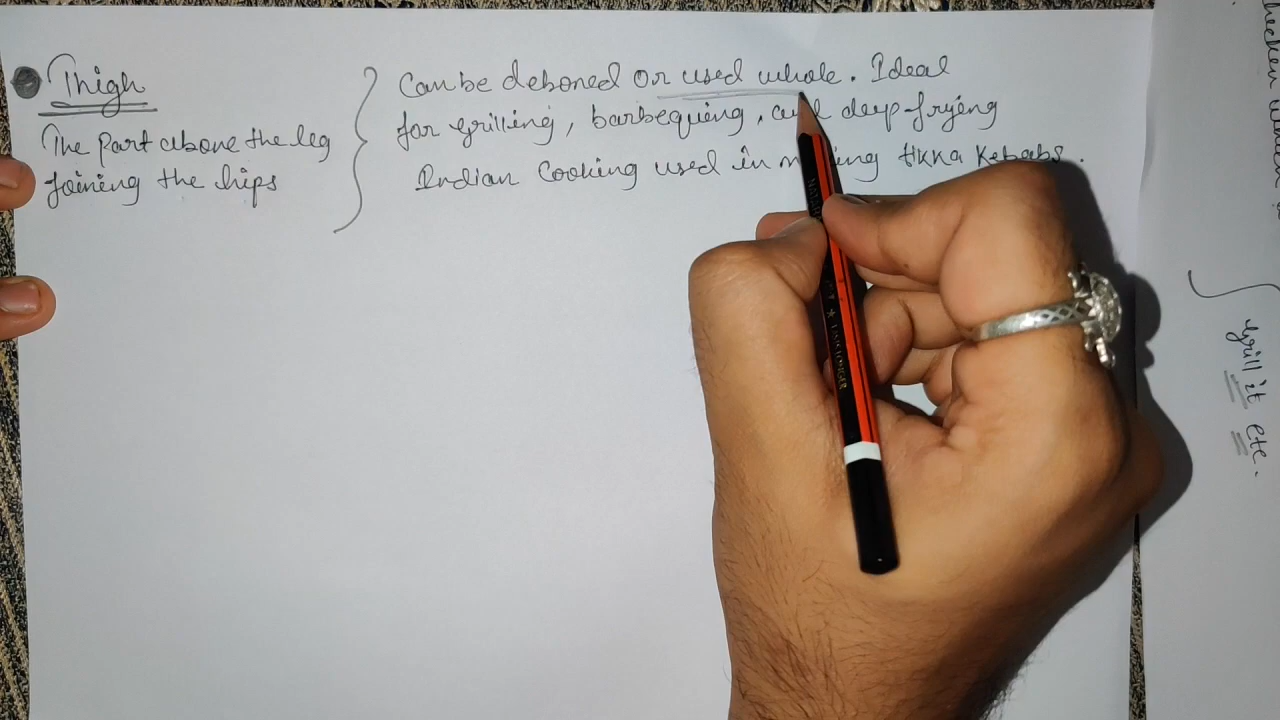 Thigh
The part above the leg
Joining the hips
Can be deboned or used whole. Ideal
for grilling, barbequing, and deep-frying
Indian Cooking used in making tikka Kebabs.
Grill it etc.